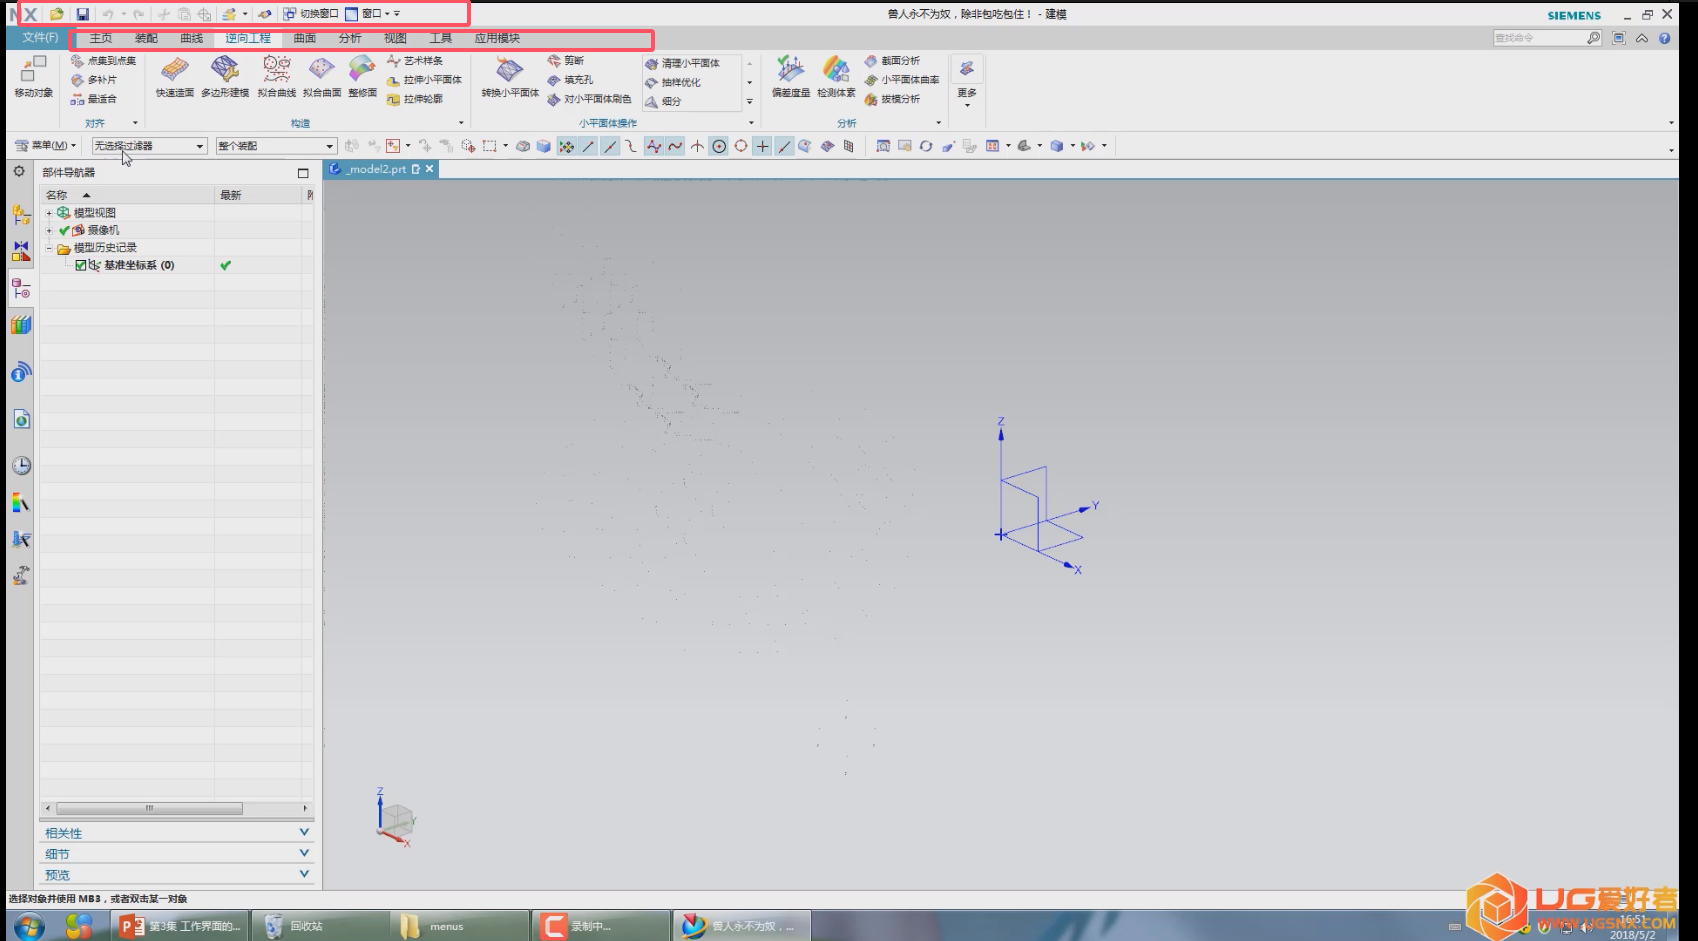 NX 切换窗口 窗口 兽人永不为奴，除非包吃包住！ - 建模 SIEMENS
文件(F) 主页 装配 曲线 逆向工程 曲面 分析 视图 工具 应用模块 查找命令
移动对象
点集到点集
多补片
最适合
对齐
快速造面 多边形建模 拟合曲线 拟合曲面 整修面
艺术样条
拉伸小平面体
拉伸轮廓
构造
转换小平面体
剪断
填充孔
对小平面体刷色
清理小平面体
抽样优化
细分
小平面体操作
偏差度量 检测体素
截面分析
小平面体曲率
拔模分析
分析
更多
菜单(M) 无选择过滤器 整个装配
部件导航器
_model2.prt
名称 最新 附
模型视图
摄像机
模型历史记录
基准坐标系 (0)
Z
Y
X
Z
Y
X
相关性
细节
预览
选择对象并使用 MB3，或者双击某一对象
第3集 工作界面的... 回收站 menus 录制中... 兽人永不为奴，...
UG爱好者
WWW.UGSNX.COM
16:51
2018/5/2